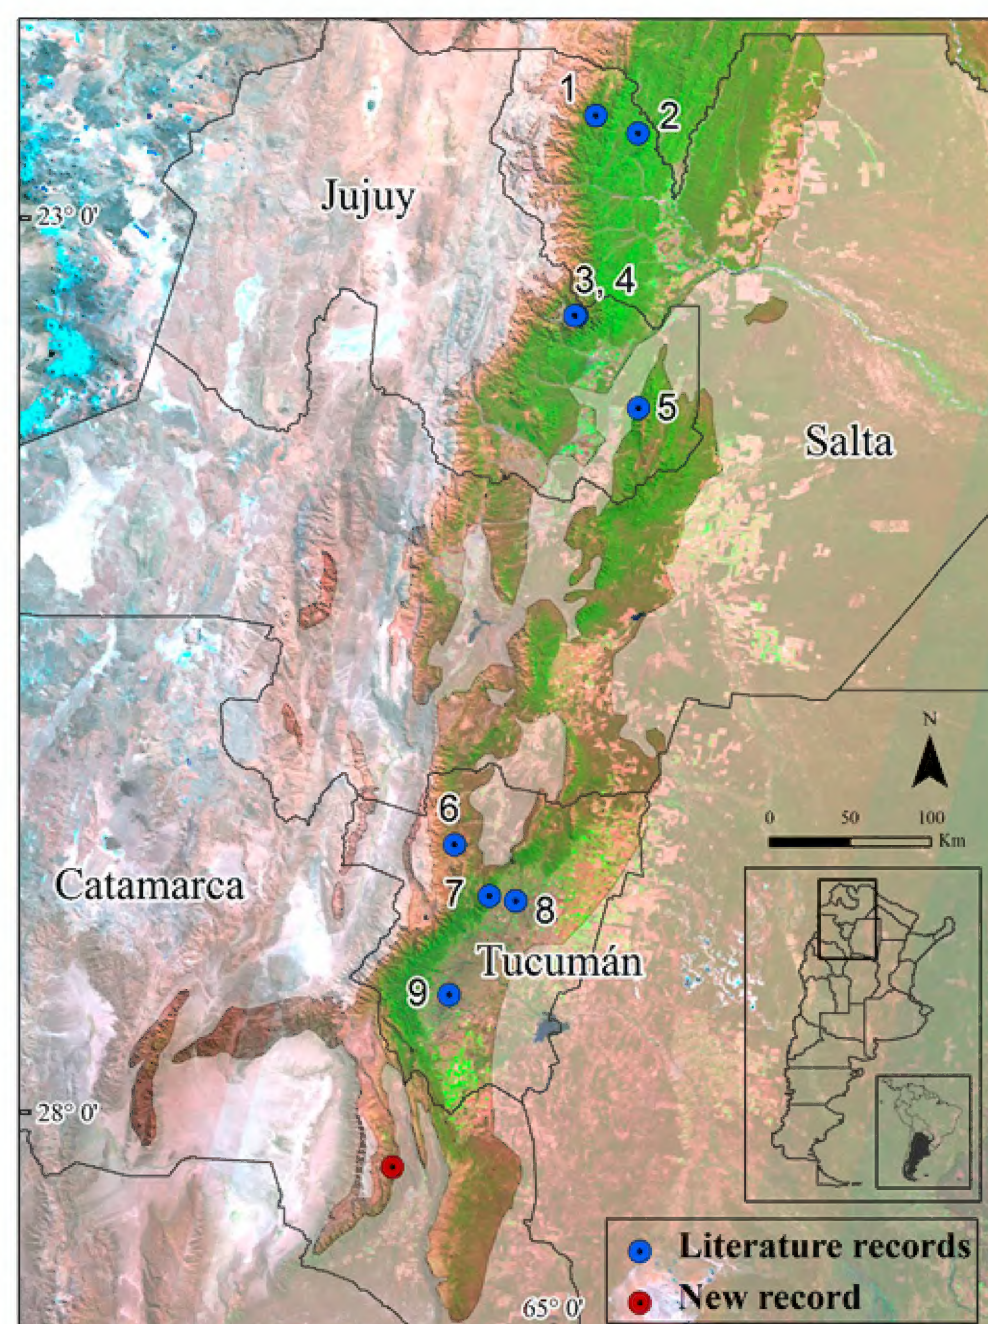 1
2
Jujuy
23° 0'
3, 4
5
Salta
N
6
0 50 100
Km
Catamarca
7
8
Tucumán
9
28° 0'
65° 0'
Literature records
New record